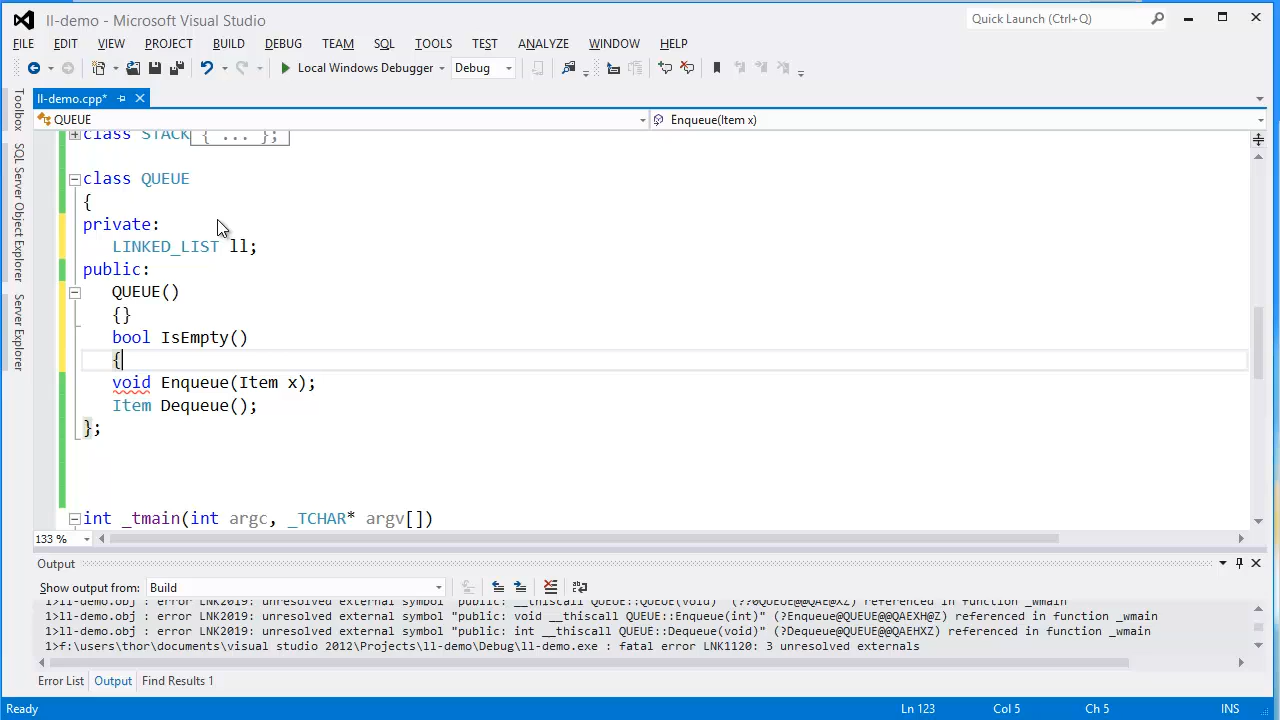 ll-demo - Microsoft Visual Studio
Quick Launch (Ctrl+Q)
FILE EDIT VIEW PROJECT BUILD DEBUG TEAM SQL TOOLS TEST ANALYZE WINDOW HELP
Local Windows Debugger Debug
ll-demo.cpp*
QUEUE Enqueue(Item x)
Toolbox
SQL Server Object Explorer
Server Explorer
class STACK { ... };
class QUEUE
{
private:
LINKED_LIST ll;
public:
QUEUE()
{}
bool IsEmpty()
{
void Enqueue(Item x);
Item Dequeue();
};
int _tmain(int argc, _TCHAR* argv[])
133 %
Output
Show output from: Build
1>ll-demo.obj : error LNK2019: unresolved external symbol "public: __thiscall QUEUE::QUEUE(void)" (??0QUEUE@@QAE@XZ) referenced in function _wmain
1>ll-demo.obj : error LNK2019: unresolved external symbol "public: void __thiscall QUEUE::Enqueue(int)" (?Enqueue@QUEUE@@QAEXH@Z) referenced in function _wmain
1>ll-demo.obj : error LNK2019: unresolved external symbol "public: int __thiscall QUEUE::Dequeue(void)" (?Dequeue@QUEUE@@QAEHXZ) referenced in function _wmain
1>f:\users\thor\documents\visual studio 2012\Projects\ll-demo\Debug\ll-demo.exe : fatal error LNK1120: 3 unresolved externals
Error List Output Find Results 1
Ready Ln 123 Col 5 Ch 5 INS